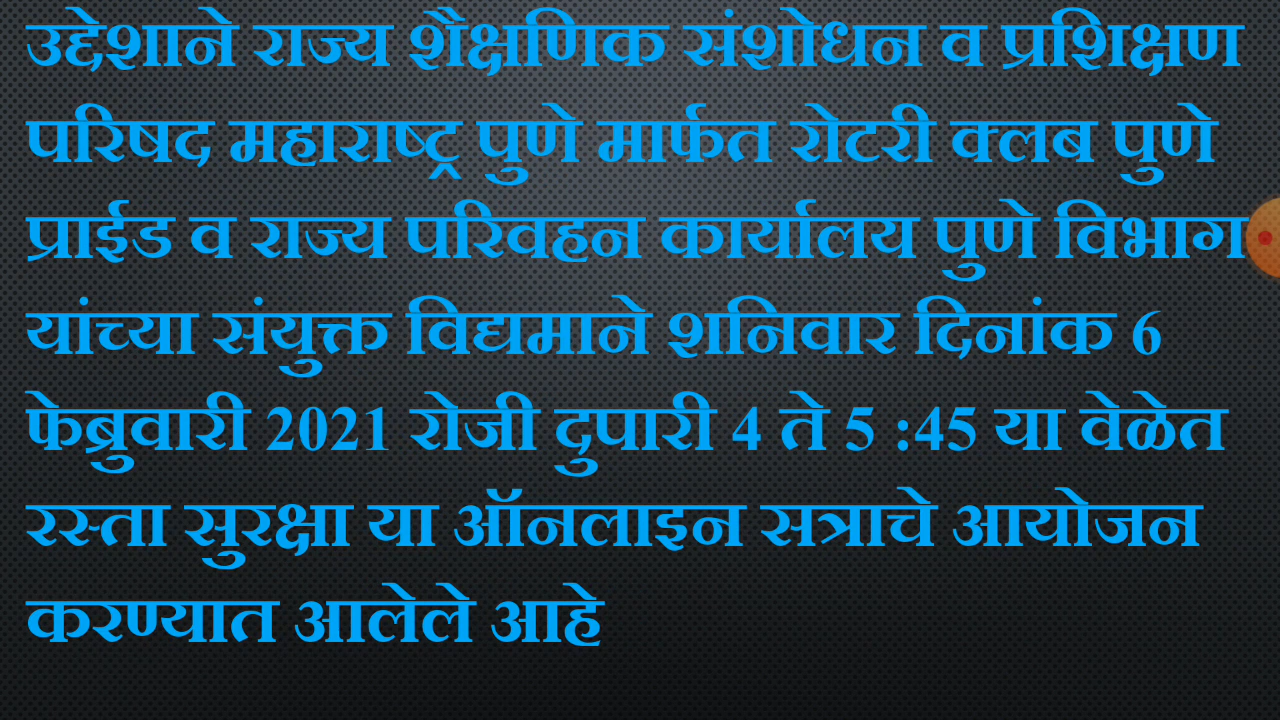 उद्देशाने राज्य शैक्षणिक संशोधन व प्रशिक्षण
परिषद महाराष्ट्र पुणे मार्फत रोटरी क्लब पुणे
प्राईड व राज्य परिवहन कार्यालय पुणे विभाग
यांच्या संयुक्त विद्यमाने शनिवार दिनांक 6
फेब्रुवारी 2021 रोजी दुपारी 4 ते 5 :45 या वेळेत
रस्ता सुरक्षा या ऑनलाइन सत्राचे आयोजन
करण्यात आलेले आहे